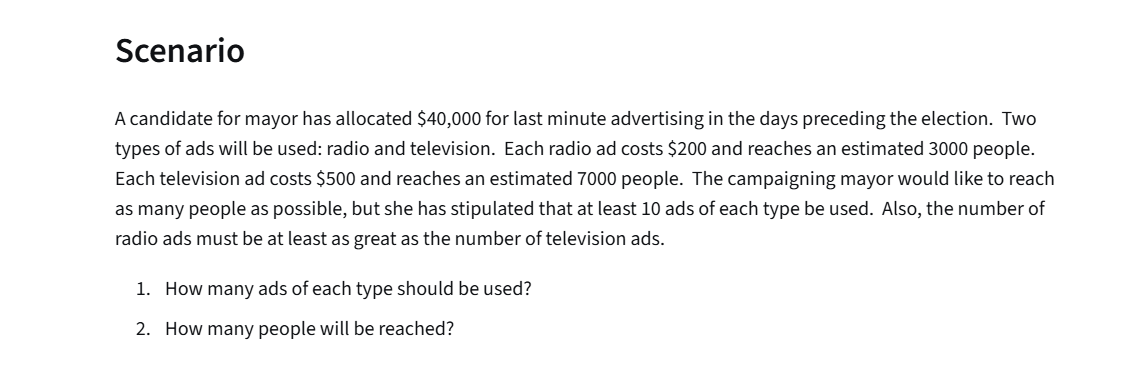 Scenario
A candidate for mayor has allocated $40,000 for last minute advertising in the days preceding the election.  Two
types of ads will be used: radio and television.  Each radio ad costs $200 and reaches an estimated 3000 people.
Each television ad costs $500 and reaches an estimated 7000 people.  The campaigning mayor would like to reach
as many people as possible, but she has stipulated that at least 10 ads of each type be used.  Also, the number of
radio ads must be at least as great as the number of television ads.
1. How many ads of each type should be used?
2. How many people will be reached?